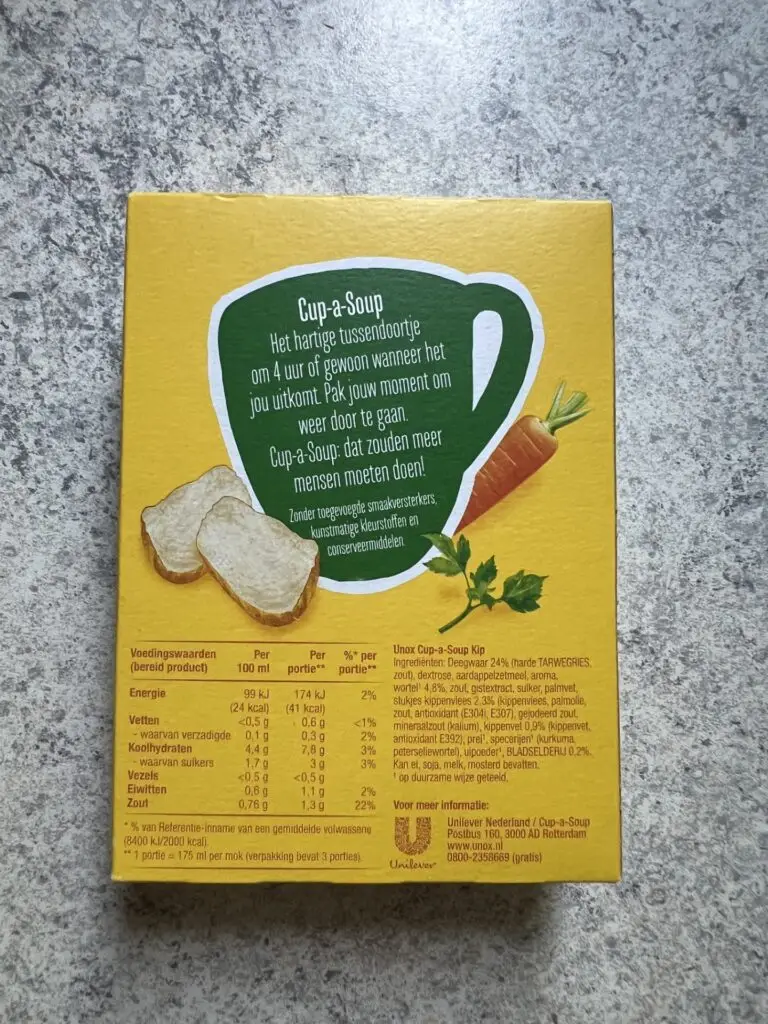 Cup-a-Soup
Het hartige tussendoortje
om 4 uur of gewoon wanneer het
jou uitkomt. Pak jouw moment om
weer door te gaan.
Cup-a-Soup: dat zouden meer
mensen moeten doen!
Zonder toegevoegde smaakversterkers,
kunstmatige kleurstoffen en
conserveermiddelen.
Voedingswaarden Per Per %* per
(bereid product) 100 ml portie** portie**
Energie 99 kJ 174 kJ 2%
(24 kcal) (41 kcal)
Vetten <0,5 g 0,6 g <1%
- waarvan verzadigde 0,1 g 0,3 g 2%
Koolhydraten 4,4 g 7,8 g 3%
- waarvan suikers 1,7 g 3 g 3%
Vezels <0,5 g <0,5 g
Eiwitten 0,6 g 1,1 g 2%
Zout 0,76 g 1,3 g 22%
* % van Referentie-inname van een gemiddelde volwassene
(8400 kJ/2000 kcal).
** 1 portie = 175 ml per mok (verpakking bevat 3 porties).
Unox Cup-a-Soup Kip
Ingrediënten: Deegwaar 24% (harde TARWEGRIES,
zout), dextrose, aardappelzetmeel, aroma,
wortel¹ 4,8%, zout, gistextract, suiker, palmvet,
stukjes kippenvlees 2,3% (kippenvlees, palmolie,
zout, antioxidant (E304i, E307), gejodeerd zout,
mineraalzout (kalium), kippenvet 0,9% (kippenvet,
antioxidant E392), prei¹, specerijen¹ (kurkuma,
peterseliewortel), uipoeder¹, BLADSELDERIJ 0,2%.
Kan ei, soja, melk, mosterd bevatten.
¹ op duurzame wijze geteeld.
Voor meer informatie:
Unilever Nederland / Cup-a-Soup
Postbus 160, 3000 AD Rotterdam
www.unox.nl
0800-2358669 (gratis)
Unilever